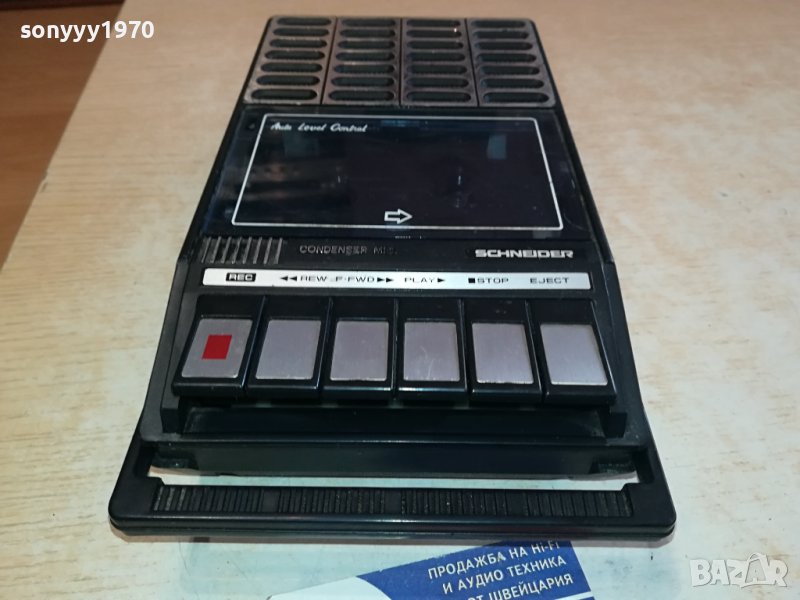 sonyyy1970
Auto Level Control
CONDENSER MIC.
SCHNEIDER
REC ◀◀ REW F-FWD ▶▶ PLAY ▶ ■ STOP EJECT
ПРОДАЖБА НА HI-FI
И АУДИО ТЕХНИКА
ОТ ШВЕЙЦАРИЯ
BAZAR